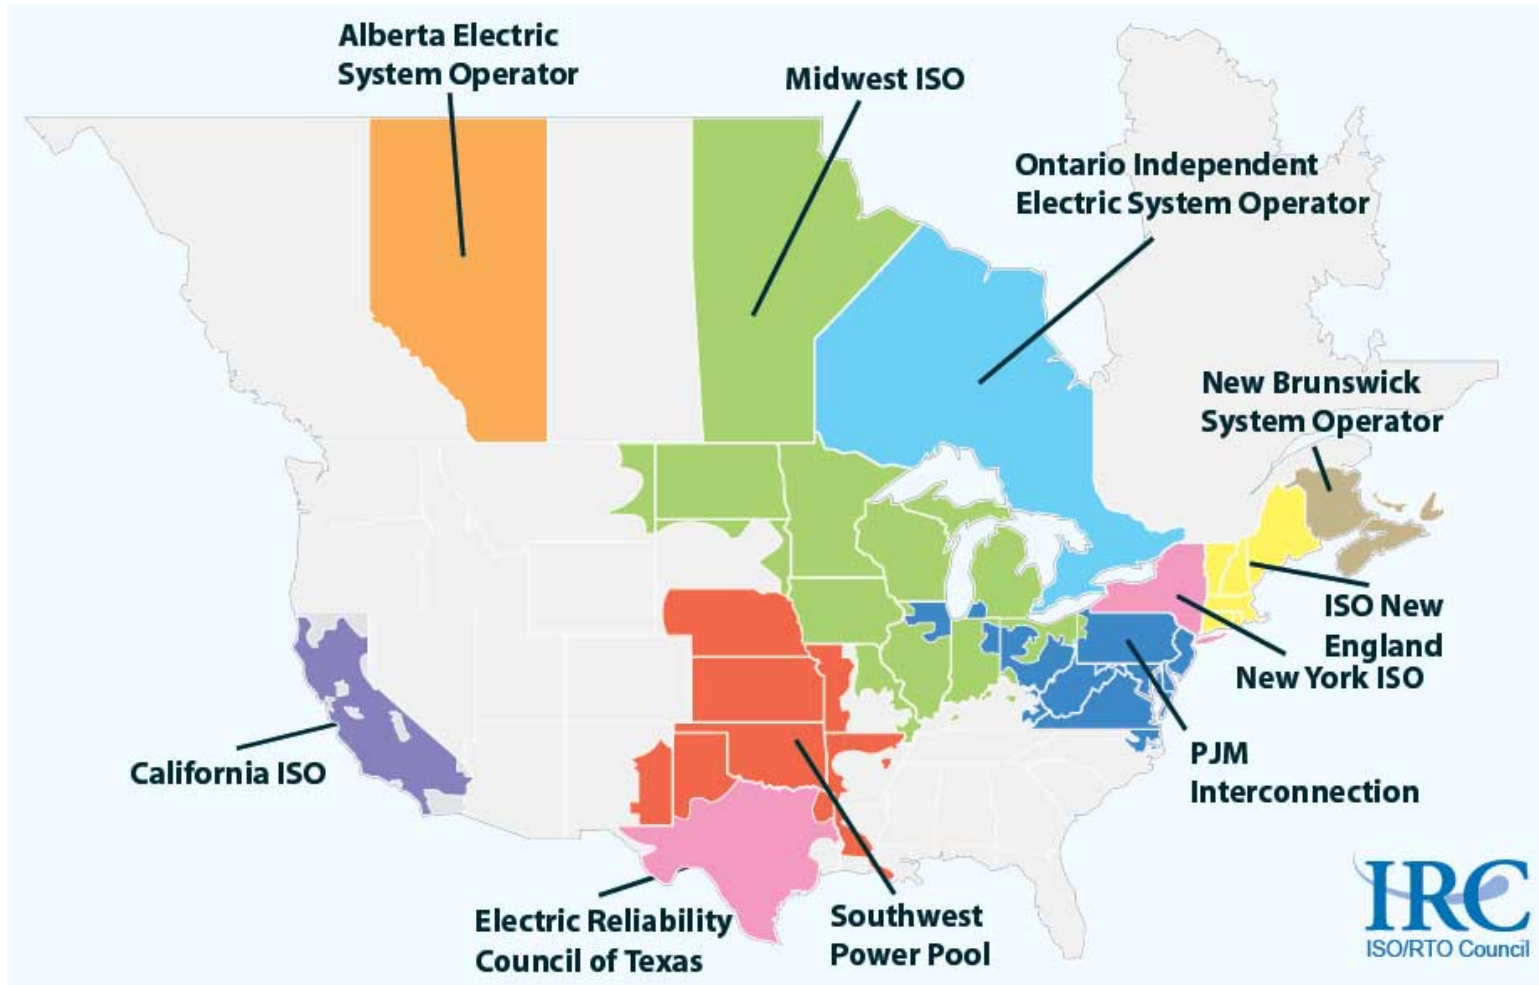 Alberta Electric
System Operator
Midwest ISO
Ontario Independent
Electric System Operator
New Brunswick
System Operator
ISO New
England
New York ISO
PJM
Interconnection
California ISO
Electric Reliability
Council of Texas
Southwest
Power Pool
IRC
ISO/RTO Council